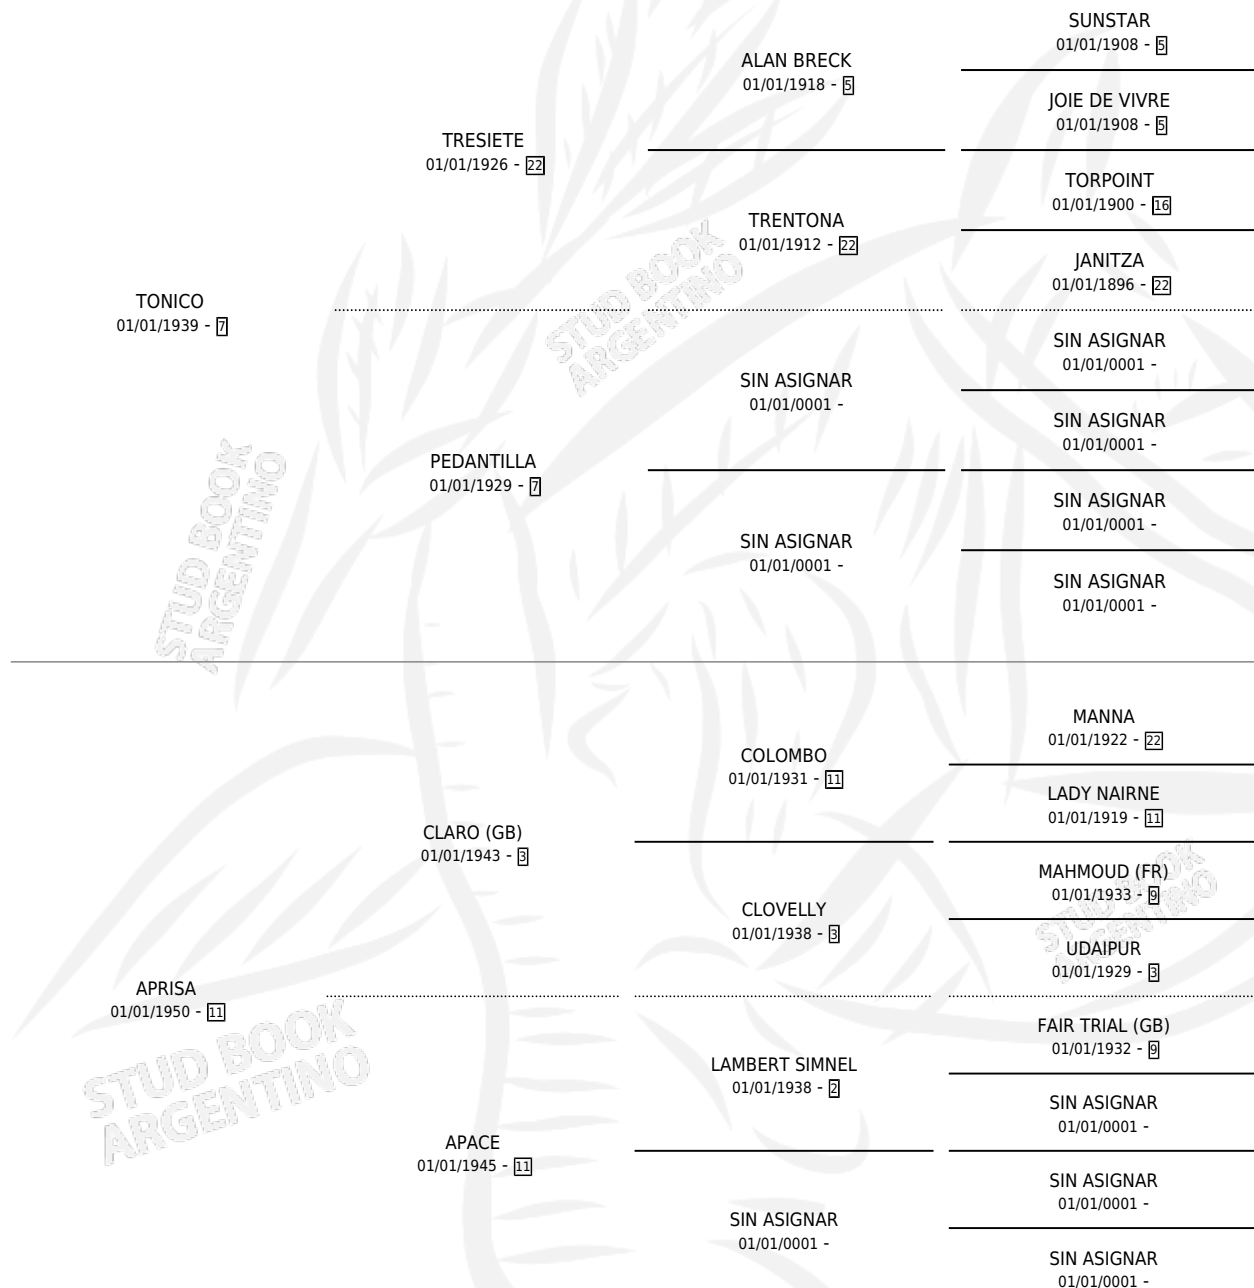 SUNSTAR
01/01/1908 - 5
ALAN BRECK
01/01/1918 - 5
JOIE DE VIVRE
01/01/1908 - 5
TRESIETE
01/01/1926 - 22
TORPOINT
01/01/1900 - 16
TRENTONA
01/01/1912 - 22
JANITZA
01/01/1896 - 22
TONICO
01/01/1939 - 7
SIN ASIGNAR
01/01/0001 -
SIN ASIGNAR
01/01/0001 -
SIN ASIGNAR
01/01/0001 -
PEDANTILLA
01/01/1929 - 7
SIN ASIGNAR
01/01/0001 -
SIN ASIGNAR
01/01/0001 -
SIN ASIGNAR
01/01/0001 -
STUD BOOK
ARGENTINO
STUD BOOK
ARGENTINO
MANNA
01/01/1922 - 22
COLOMBO
01/01/1931 - 11
LADY NAIRNE
01/01/1919 - 11
CLARO (GB)
01/01/1943 - 3
MAHMOUD (FR)
01/01/1933 - 9
CLOVELLY
01/01/1938 - 3
UDAIPUR
01/01/1929 - 3
APRISA
01/01/1950 - 11
FAIR TRIAL (GB)
01/01/1932 - 9
LAMBERT SIMNEL
01/01/1938 - 2
SIN ASIGNAR
01/01/0001 -
APACE
01/01/1945 - 11
SIN ASIGNAR
01/01/0001 -
SIN ASIGNAR
01/01/0001 -
SIN ASIGNAR
01/01/0001 -
STUD BOOK
ARGENTINO
STUD BOOK
ARGENTINO